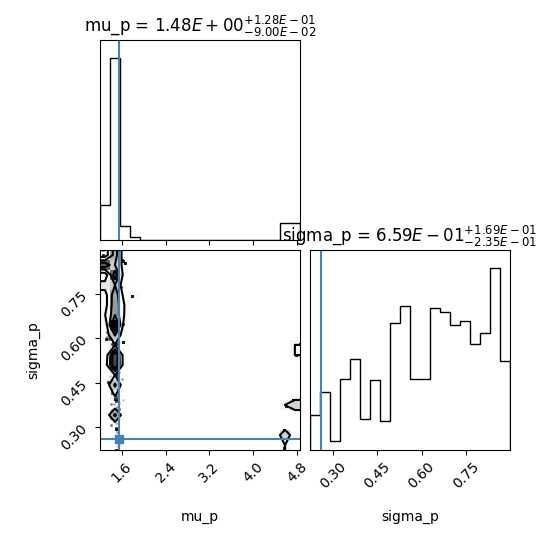 mu_p = 1.48E + 00+1.28E−01−9.00E−02
sigma_p = 6.59E − 01+1.69E−01−2.35E−01
sigma_p
0.75
0.60
0.45
0.30
1.6 2.4 3.2 4.0 4.8
mu_p
0.30 0.45 0.60 0.75
sigma_p